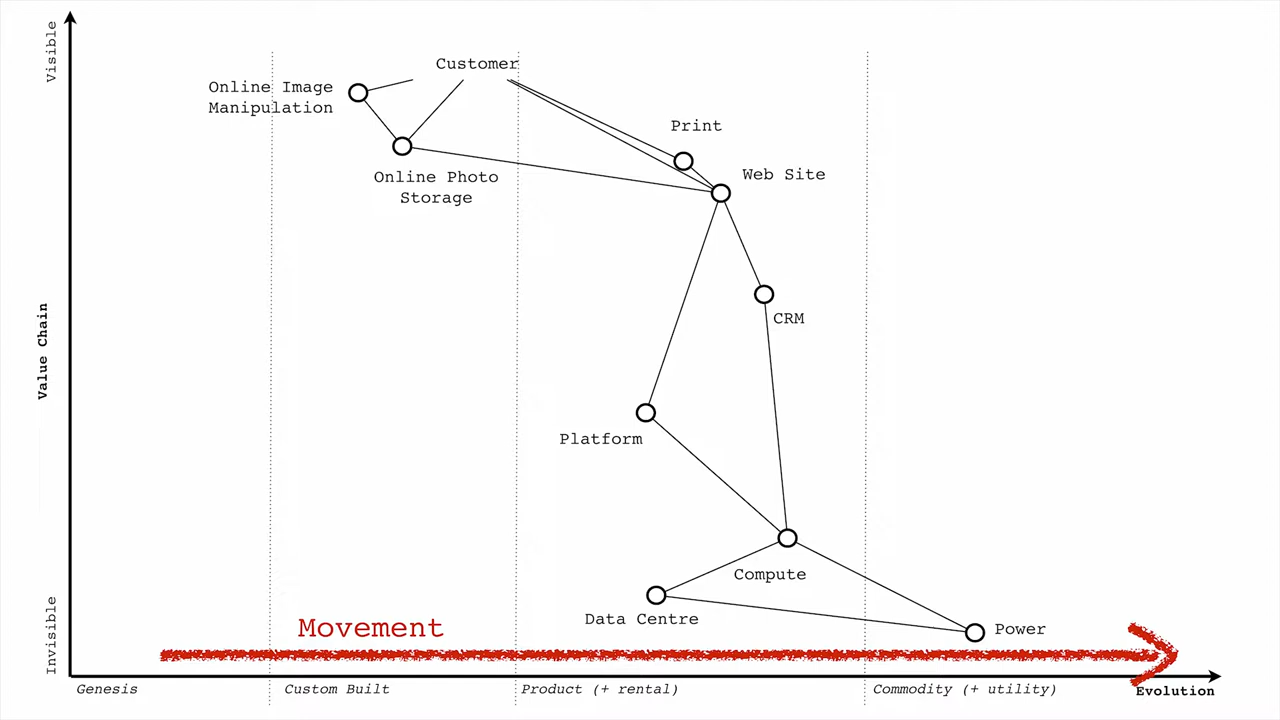 Visible
Customer
Online Image
Manipulation
Print
Web Site
Online Photo
Storage
Value Chain
CRM
Platform
Compute
Invisible
Data Centre
Movement
Power
Genesis
Custom Built
Product (+ rental)
Commodity (+ utility)
Evolution